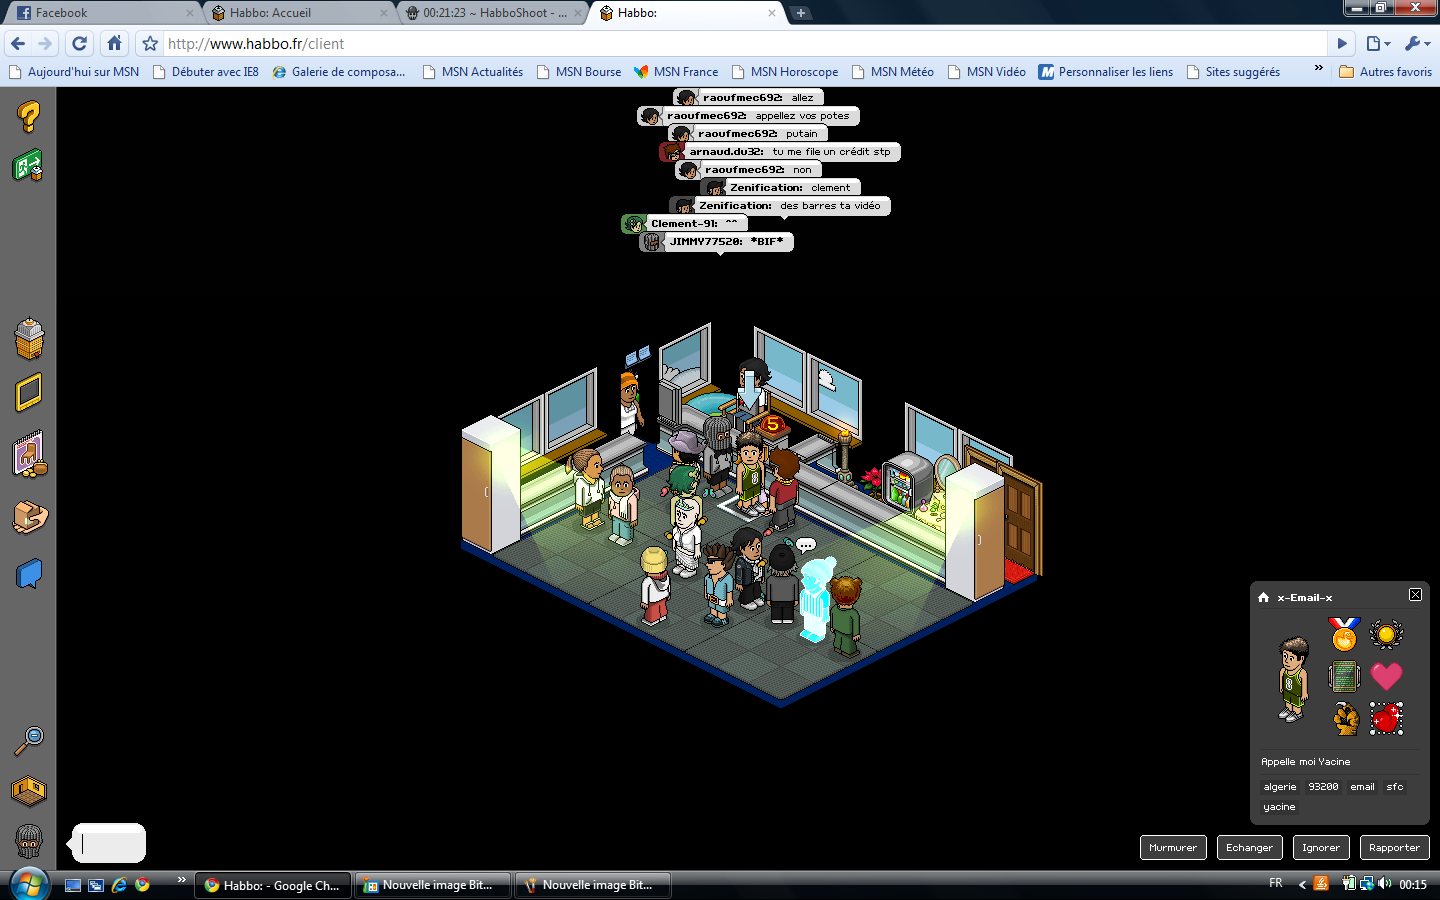 Facebook
Habbo: Accueil
00:21:23 ~ HabboShoot - ...
Habbo:
http://www.habbo.fr/client
Aujourd'hui sur MSN
Débuter avec IE8
Galerie de composa...
MSN Actualités
MSN Bourse
MSN France
MSN Horoscope
MSN Météo
MSN Vidéo
Personnaliser les liens
Sites suggérés
»
Autres favoris
raoufmec692: allez
raoufmec692: appellez vos potes
raoufmec692: putain
arnaud.du32: tu me file un crédit stp
raoufmec692: non
Zenification: clement
Zenification: des barres ta vidéo
Clement-91: ^^
JIMMY77520: *BIF*
5
...
x-Email-x
8
Appelle moi Yacine
algerie 93200 email sfc
yacine
Murmurer
Echanger
Ignorer
Rapporter
»
Habbo: - Google Ch...
Nouvelle image Bit...
Nouvelle image Bit...
FR
<
00:15